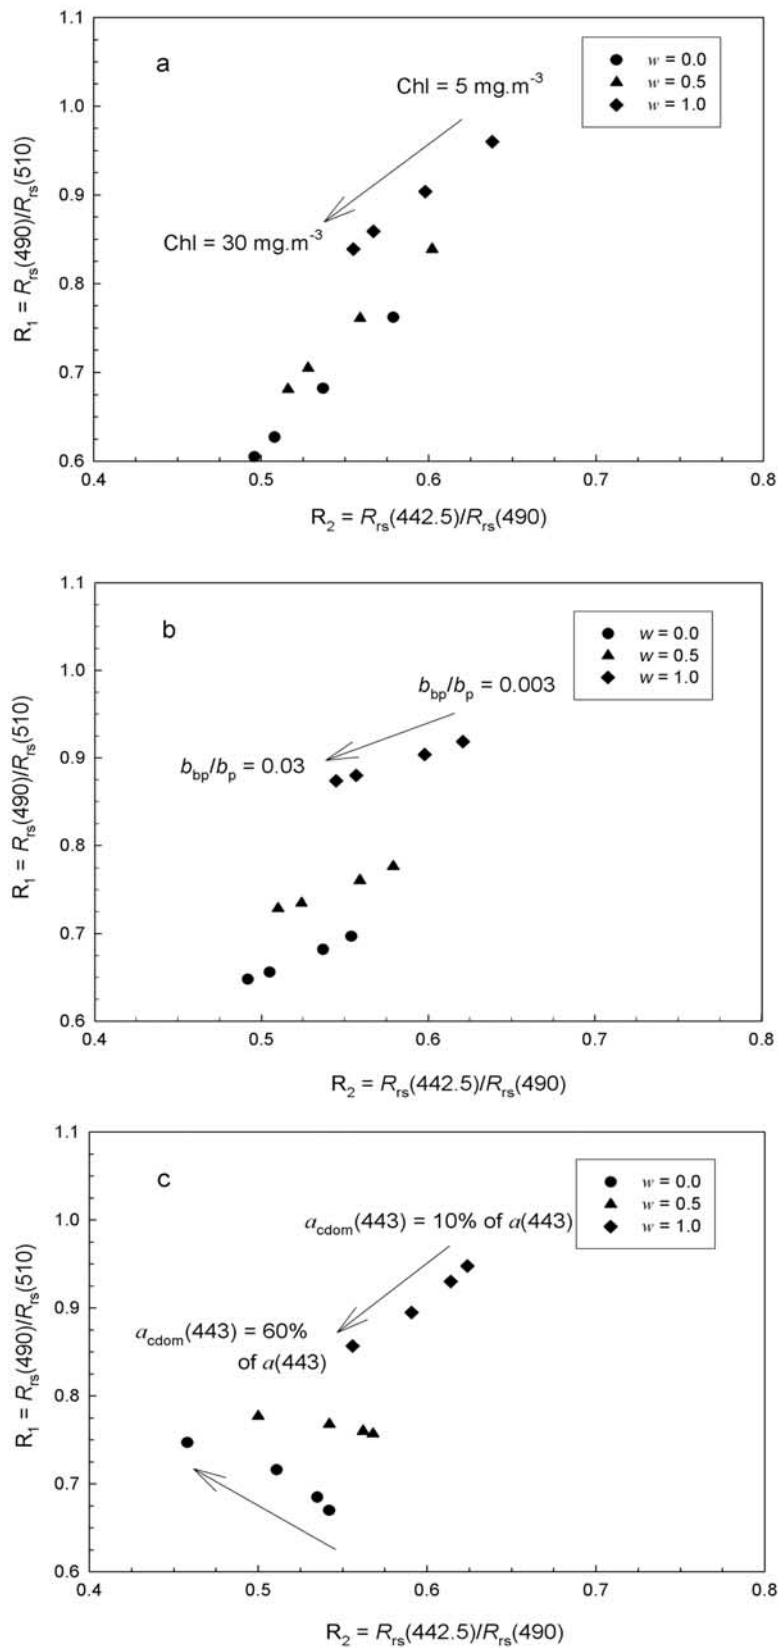 a
w = 0.0
w = 0.5
w = 1.0
Chl = 5 mg.m⁻³
Chl = 30 mg.m⁻³
R₁ = Rrs(490)/Rrs(510)
1.1
1.0
0.9
0.8
0.7
0.6
0.4 0.5 0.6 0.7 0.8
R₂ = Rrs(442.5)/Rrs(490)
b
w = 0.0
w = 0.5
w = 1.0
bbp/bp = 0.003
bbp/bp = 0.03
R₁ = Rrs(490)/Rrs(510)
1.1
1.0
0.9
0.8
0.7
0.6
0.4 0.5 0.6 0.7 0.8
R₂ = Rrs(442.5)/Rrs(490)
c
w = 0.0
w = 0.5
w = 1.0
acdom(443) = 10% of a(443)
acdom(443) = 60%
of a(443)
R₁ = Rrs(490)/Rrs(510)
1.1
1.0
0.9
0.8
0.7
0.6
0.4 0.5 0.6 0.7 0.8
R₂ = Rrs(442.5)/Rrs(490)